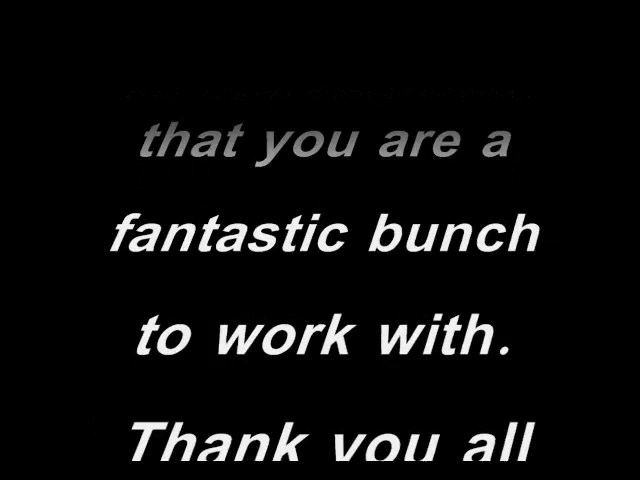 that you are a
fantastic bunch
to work with.
Thank you all